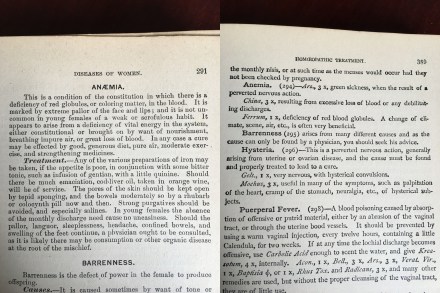 DISEASES OF WOMEN. 291
ANÆMIA.
This is a condition of the constitution in which there is a
deficiency of red globules, or coloring matter, in the blood. It is
marked by extreme pallor of the face and lips; and it is not un-
common in young females of a weak or scrofulous habit. It
appears to arise from a deficiency of vital energy in the system,
either constitutional or brought on by want of nourishment,
breathing impure air, or great loss of blood. In any case a cure
may be effected by good, generous diet, pure air, moderate exer-
cise, and strengthening medicines.
Treatment.—Any of the various preparations of iron may
be taken, if the appetite is poor, in conjunction with some bitter
tonic, such as infusion of gentian, with a little quinine. Should
there be much emaciation, cod-liver oil, taken in orange wine,
will be of service. The pores of the skin should be kept open
by tepid sponging, and the bowels moderately so by a rhubarb
or colocynth pill now and then. Strong purgatives should be
avoided, and especially salines. In young females the absence
of the monthly discharge need cause no uneasiness. Should the
pallor, languor, sleeplessness, headache, confined bowels, and
swelling of the feet continue, a physician ought to be consulted,
as it is likely there may be consumption or other organic disease
at the root of the mischief.
BARRENNESS.
Barrenness is the defect of power in the female to produce
offspring.
Causes.—It is caused sometimes by want of tone or
HOMŒOPATHIC TREATMENT. 369
the monthly nisis, or at such time as the menses would occur had they
not been checked by pregnancy.
Anemia. (294)—Ars., 3 x, green sickness, when the result of a
perverted nervous action.
China, 3 x, resulting from excessive loss of blood or any debilitat-
ing discharges.
Ferrum, 1 x, deficiency of red blood globules. A change of cli-
mate, scene, air, etc., is often very beneficial.
Barrenness (295) arises from many different causes and as the
cause can only be found by a physician, you should seek his advice.
Hysteria. (296)—This is a perverted nervous action, generally
arising from uterine or ovarian disease, and the cause must be found
and properly treated to lead to a cure.
Gels., 1 x, very nervous, with hysterical convulsions.
Moshus, 3 x, useful in many of the symptoms, such as palpitation
of the heart, cramp of the stomach, neuralgia, etc., of hysterical sub-
jects.
Puerperal Fever. (298)—A blood poisoning caused by absorp-
tion of offensive or putrid material, either by an abrasion of the vaginal
tract, or through the uterine blood vessels. It should be prevented by
using a warm vaginal injection, every twelve hours, containing a little
Calendula, for two weeks. If at any time the lochial discharge becomes
offensive, use Carbolic Acid enough to scent the water, and give Kreo-
sotum, 3 x, internally. Acon., 1 x, Bell., 3 x, Ars., 3 x, Verat. Vir.,
1 x, Baptisia ϕ, or 1 x, Rhus Tox. and Radicans, 3 x, and many other
remedies are used, but without the proper cleansing of the vaginal tract,
they are of little use.